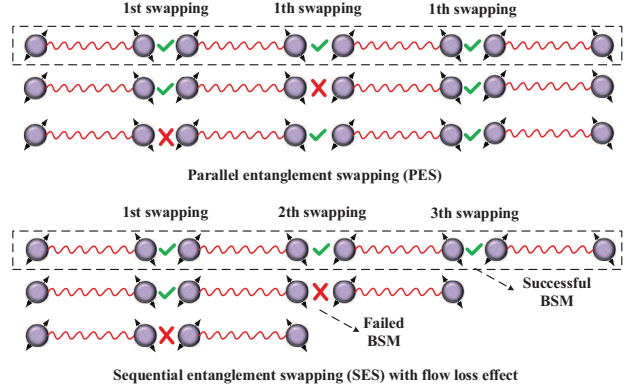 1st swapping 1th swapping 1th swapping
Parallel entanglement swapping (PES)
1st swapping 2th swapping 3th swapping
Successful
BSM
Failed
BSM
Sequential entanglement swapping (SES) with flow loss effect